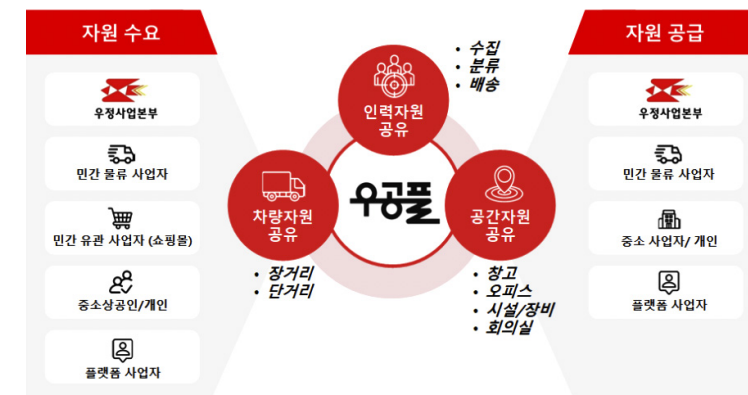 자원 수요
우정사업본부
민간 물류 사업자
민간 유관 사업자 (쇼핑몰)
중소상공인/개인
플랫폼 사업자
인력자원
공유
• 수집
• 분류
• 배송
차량자원
공유
• 장거리
• 단거리
우공풀
공간자원
공유
• 창고
• 오피스
• 시설/장비
• 회의실
자원 공급
우정사업본부
민간 물류 사업자
중소 사업자/ 개인
플랫폼 사업자